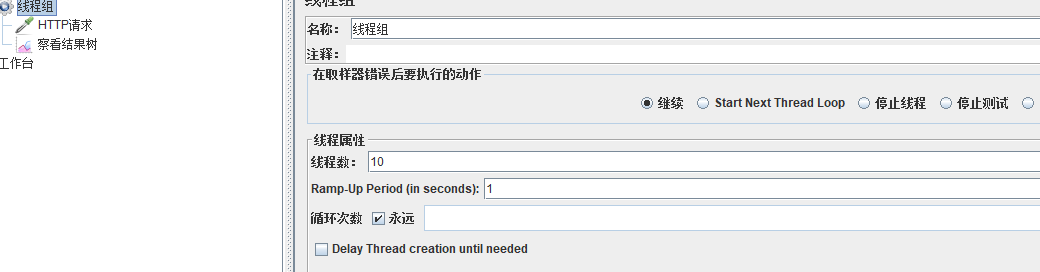 线程组
HTTP请求
察看结果树
工作台
线程组
名称： 线程组
注释：
在取样器错误后要执行的动作
继续 Start Next Thread Loop 停止线程 停止测试
线程属性
线程数： 10
Ramp-Up Period (in seconds): 1
循环次数 永远
Delay Thread creation until needed